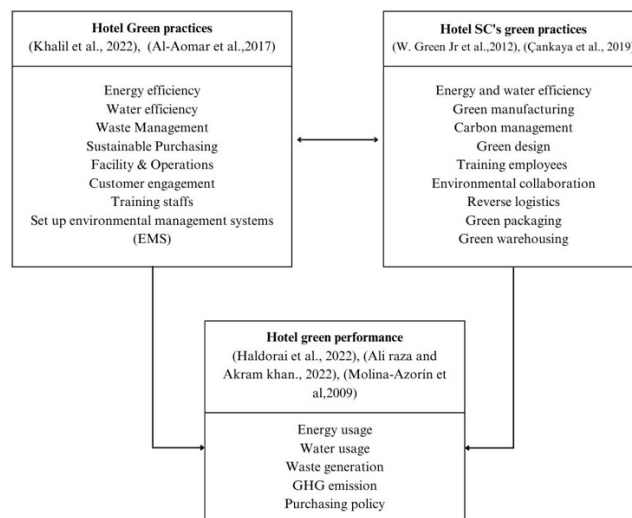 Hotel Green practices
(Khalil et al., 2022),  (Al-Aomar et al.,2017)
Energy efficiency
Water efficiency
Waste Management
Sustainable Purchasing
Facility & Operations
Customer engagement
Training staffs
Set up environmental management systems
(EMS)
Hotel SC's green practices
(W. Green Jr et al.,2012), (Çankaya et al., 2019)
Energy and water efficiency
Green manufacturing
Carbon management
Green design
Training employees
Environmental collaboration
Reverse logistics
Green packaging
Green warehousing
Hotel green performance
(Haldorai et al., 2022), (Ali raza and
Akram khan., 2022), (Molina-Azorín et
al,2009)
Energy usage
Water usage
Waste generation
GHG emission
Purchasing policy